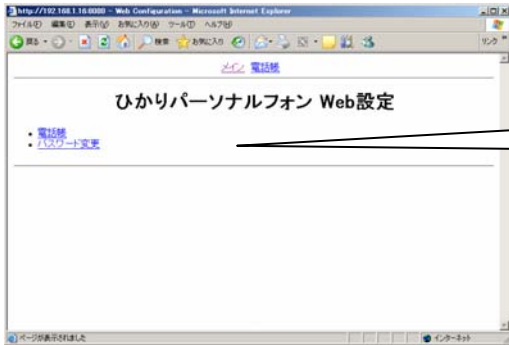 http://192.168.1.16:8080 - Web Configuration - Microsoft Internet Explorer
ファイル(F) 編集(E) 表示(V) お気に入り(A) ツール(T) ヘルプ(H)
戻る 検索 お気に入り リンク
メイン 電話帳
ひかりパーソナルフォン Web設定
• 電話帳
• パスワード変更
ページが表示されました インターネット